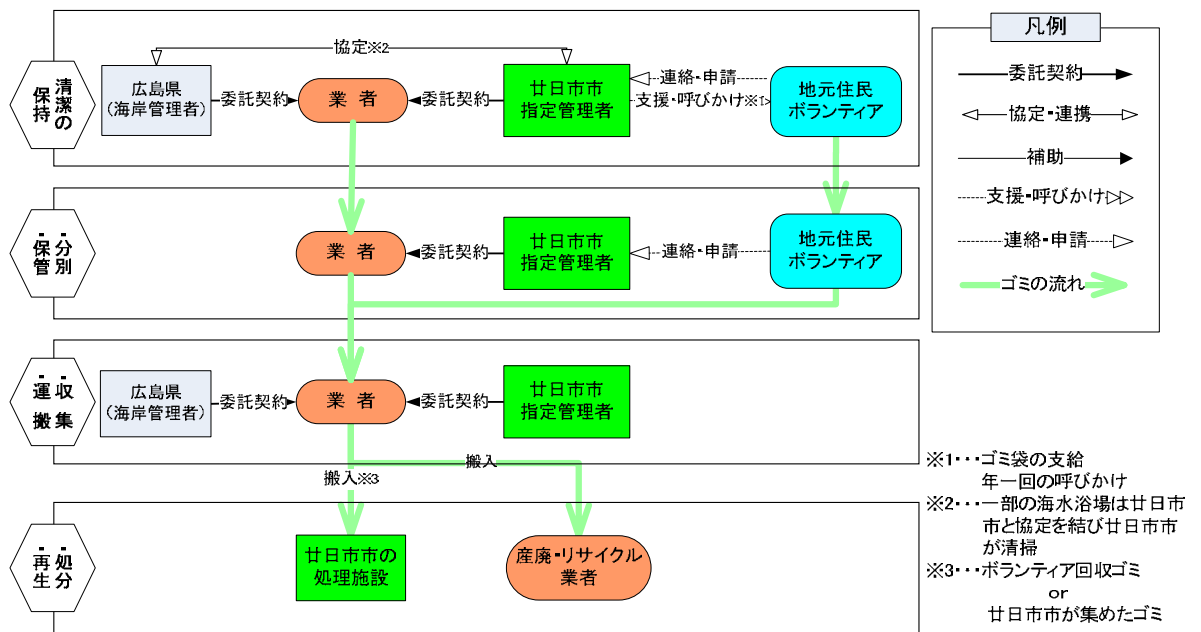 清潔の
保持
協定※2
広島県
(海岸管理者)
委託契約
業者
委託契約
廿日市市
指定管理者
連絡・申請
支援・呼びかけ※1
地元住民
ボランティア
・分別
・保管
業者
委託契約
廿日市市
指定管理者
連絡・申請
地元住民
ボランティア
・収集
・運搬
広島県
(海岸管理者)
委託契約
業者
委託契約
廿日市市
指定管理者
搬入※3
搬入
・処分
・再生
廿日市市の
処理施設
産廃・リサイクル
業者
凡例
委託契約
協定・連携
補助
支援・呼びかけ
連絡・申請
ゴミの流れ
※1・・・ゴミ袋の支給
年一回の呼びかけ
※2・・・一部の海水浴場は廿日市
市と協定を結び廿日市市
が清掃
※3・・・ボランティア回収ゴミ
or
廿日市市が集めたゴミ